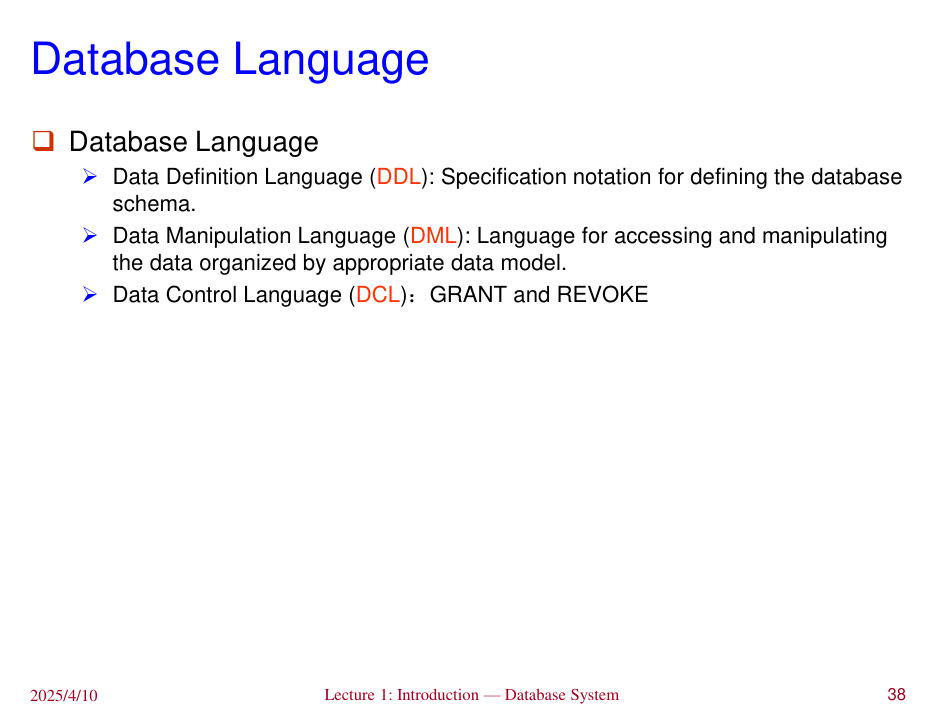 Database Language
Database Language
Data Definition Language (DDL): Specification notation for defining the database
schema.
Data Manipulation Language (DML): Language for accessing and manipulating
the data organized by appropriate data model.
Data Control Language (DCL)：GRANT and REVOKE
2025/4/10
Lecture 1: Introduction — Database System
38